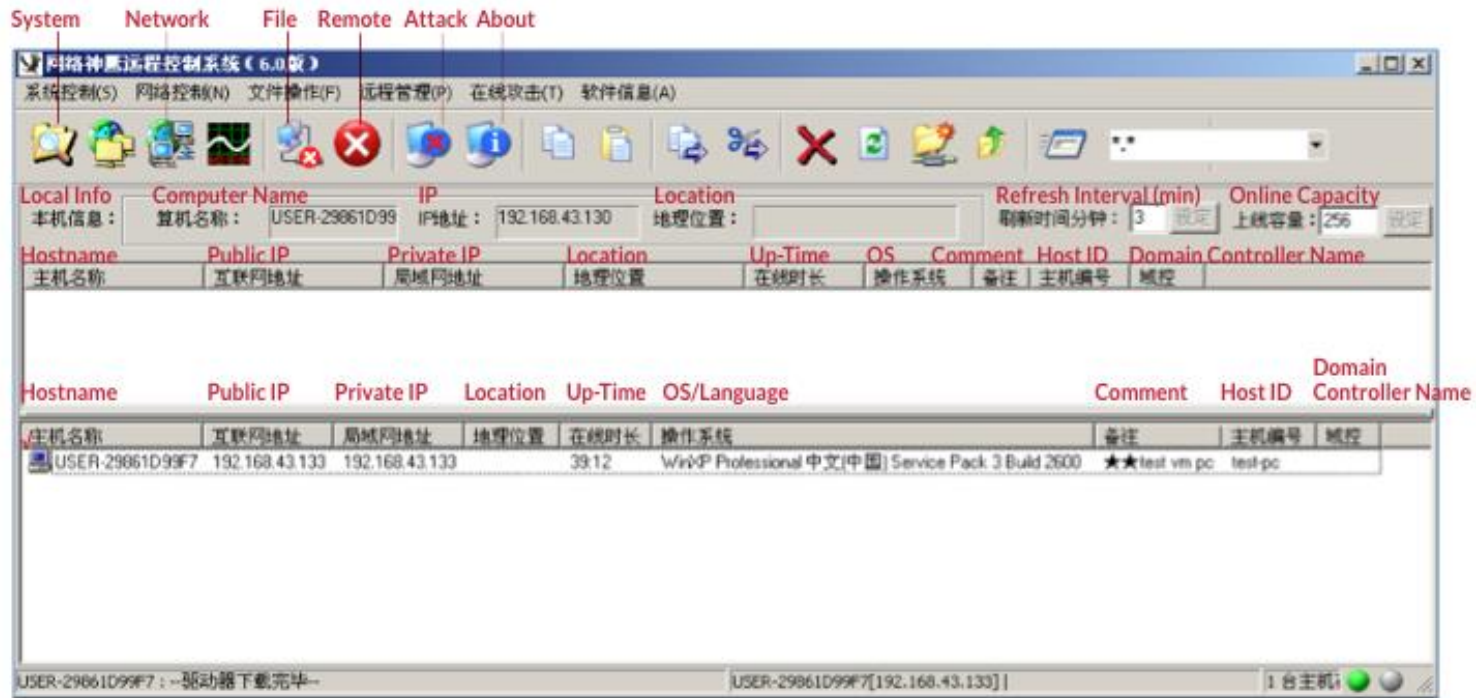 System Network File Remote Attack About
网络神鹰远程控制系统(6.0版)
系统控制(S) 网络控制(N) 文件操作(F) 远程管理(P) 在线攻击(T) 软件信息(A)
*.*
Local Info Computer Name IP Location Refresh Interval (min) Online Capacity
本机信息: 算机名称: USER-29861D99 IP地址: 192.168.43.130 地理位置: 刷新时间分钟: 3 设定 上线容量: 256 设定
Hostname Public IP Private IP Location Up-Time OS Comment Host ID Domain Controller Name
主机名称 互联网地址 局域网地址 地理位置 在线时长 操作系统 备注 主机编号 域控
Hostname Public IP Private IP Location Up-Time OS/Language Comment Host ID Domain Controller Name
主机名称 互联网地址 局域网地址 地理位置 在线时长 操作系统 备注 主机编号 域控
USER-29861D99F7 192.168.43.133 192.168.43.133 39:12 WinXP Professional 中文(中国) Service Pack 3 Build 2600 ★★test vm pc test-pc
USER-29861D99F7 : --驱动器下载完毕-- USER-29861D99F7[192.168.43.133] | 1 台主机